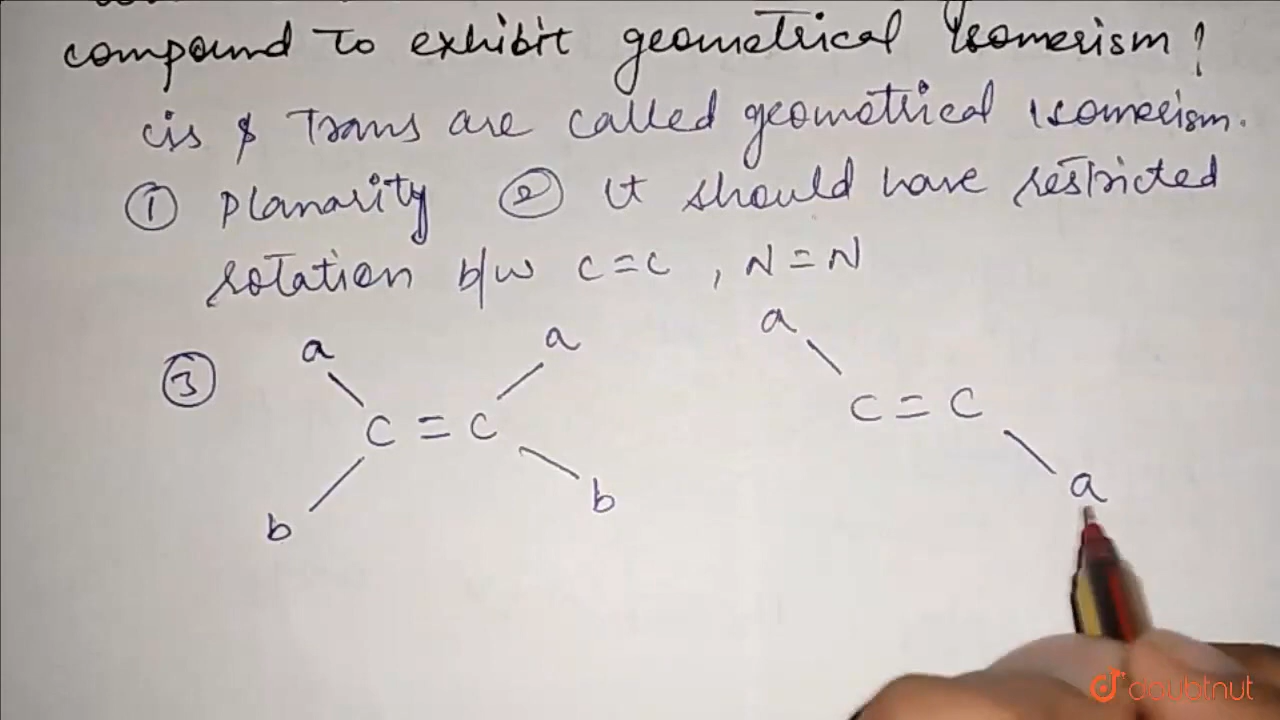 compound to exhibit geometrical Isomerism?
cis & Trans are called geometrical Isomerism.
① planarity ② It should have restricted
rotation b/w C=C, N=N
a a a
③
C = C C = C
a
b b
doubtnut